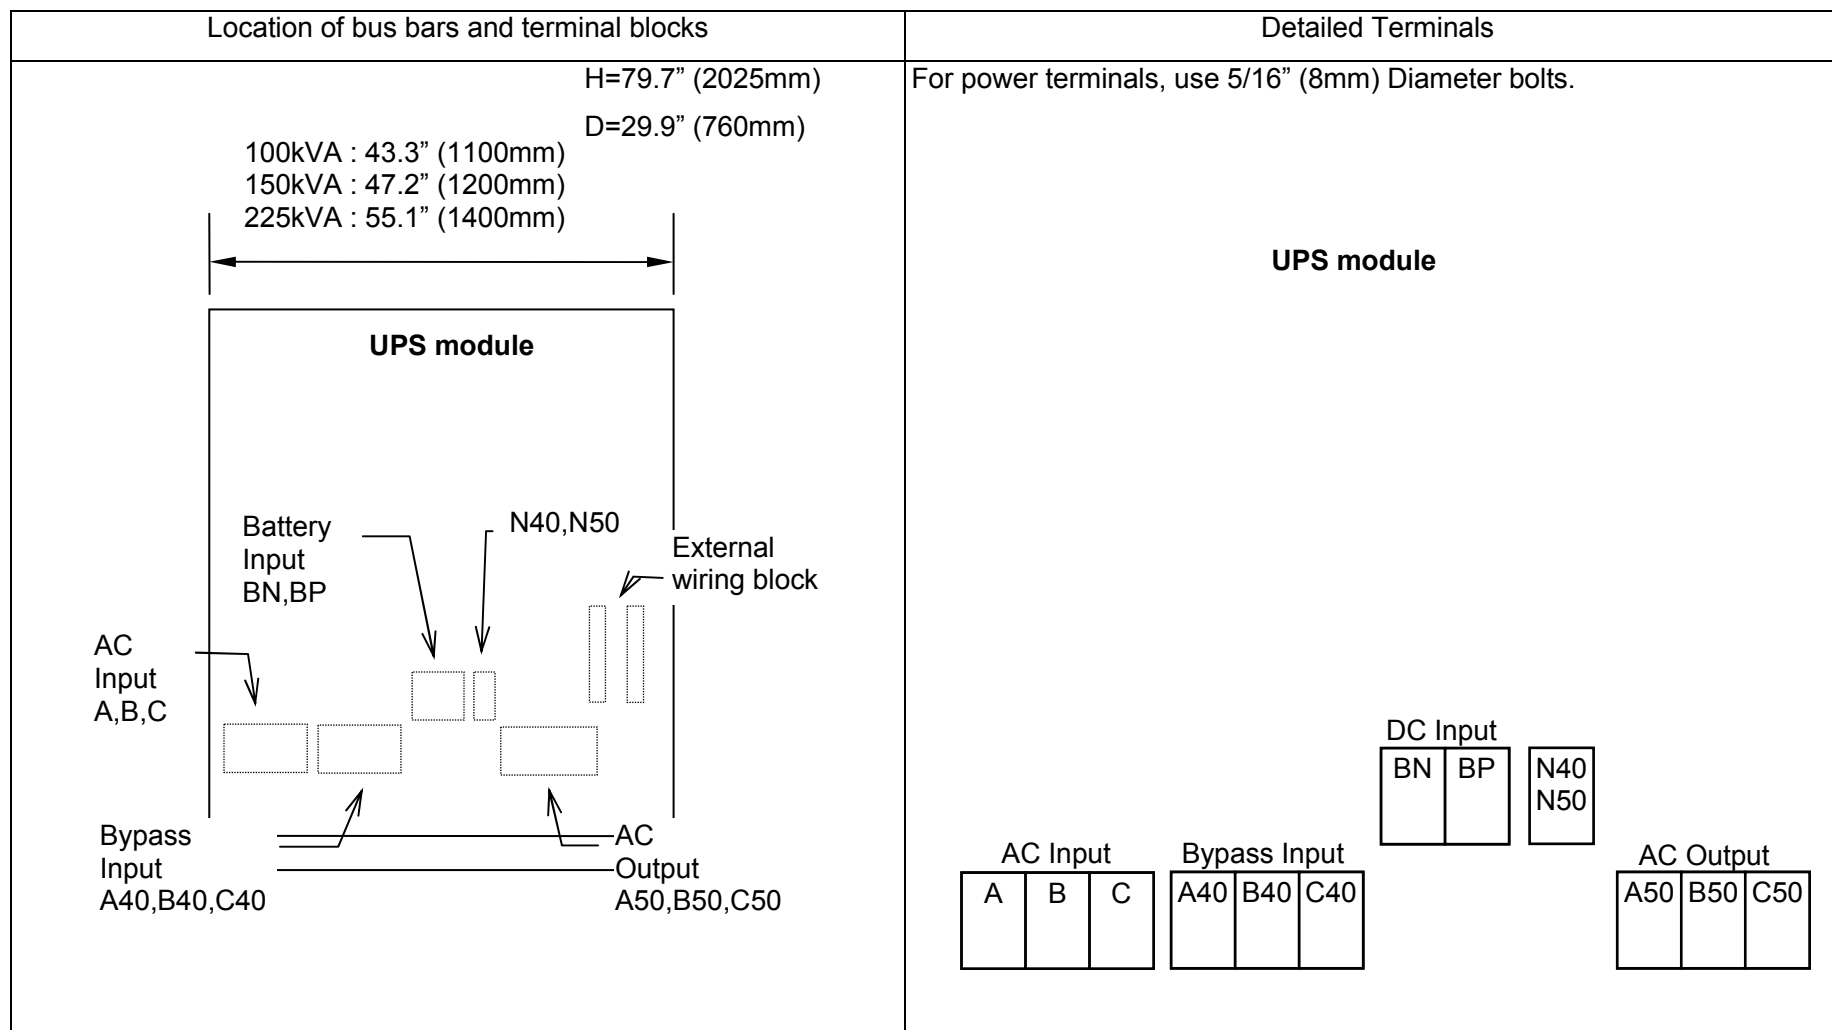 Location of bus bars and terminal blocks
Detailed Terminals
H=79.7” (2025mm)
D=29.9” (760mm)
100kVA : 43.3” (1100mm)
150kVA : 47.2” (1200mm)
225kVA : 55.1” (1400mm)
UPS module
Battery
Input
BN,BP
N40,N50
External
wiring block
AC
Input
A,B,C
Bypass
Input
A40,B40,C40
AC
Output
A50,B50,C50
For power terminals, use 5/16” (8mm) Diameter bolts.
UPS module
DC Input
BN BP
N40
N50
AC Input
A B C
Bypass Input
A40 B40 C40
AC Output
A50 B50 C50